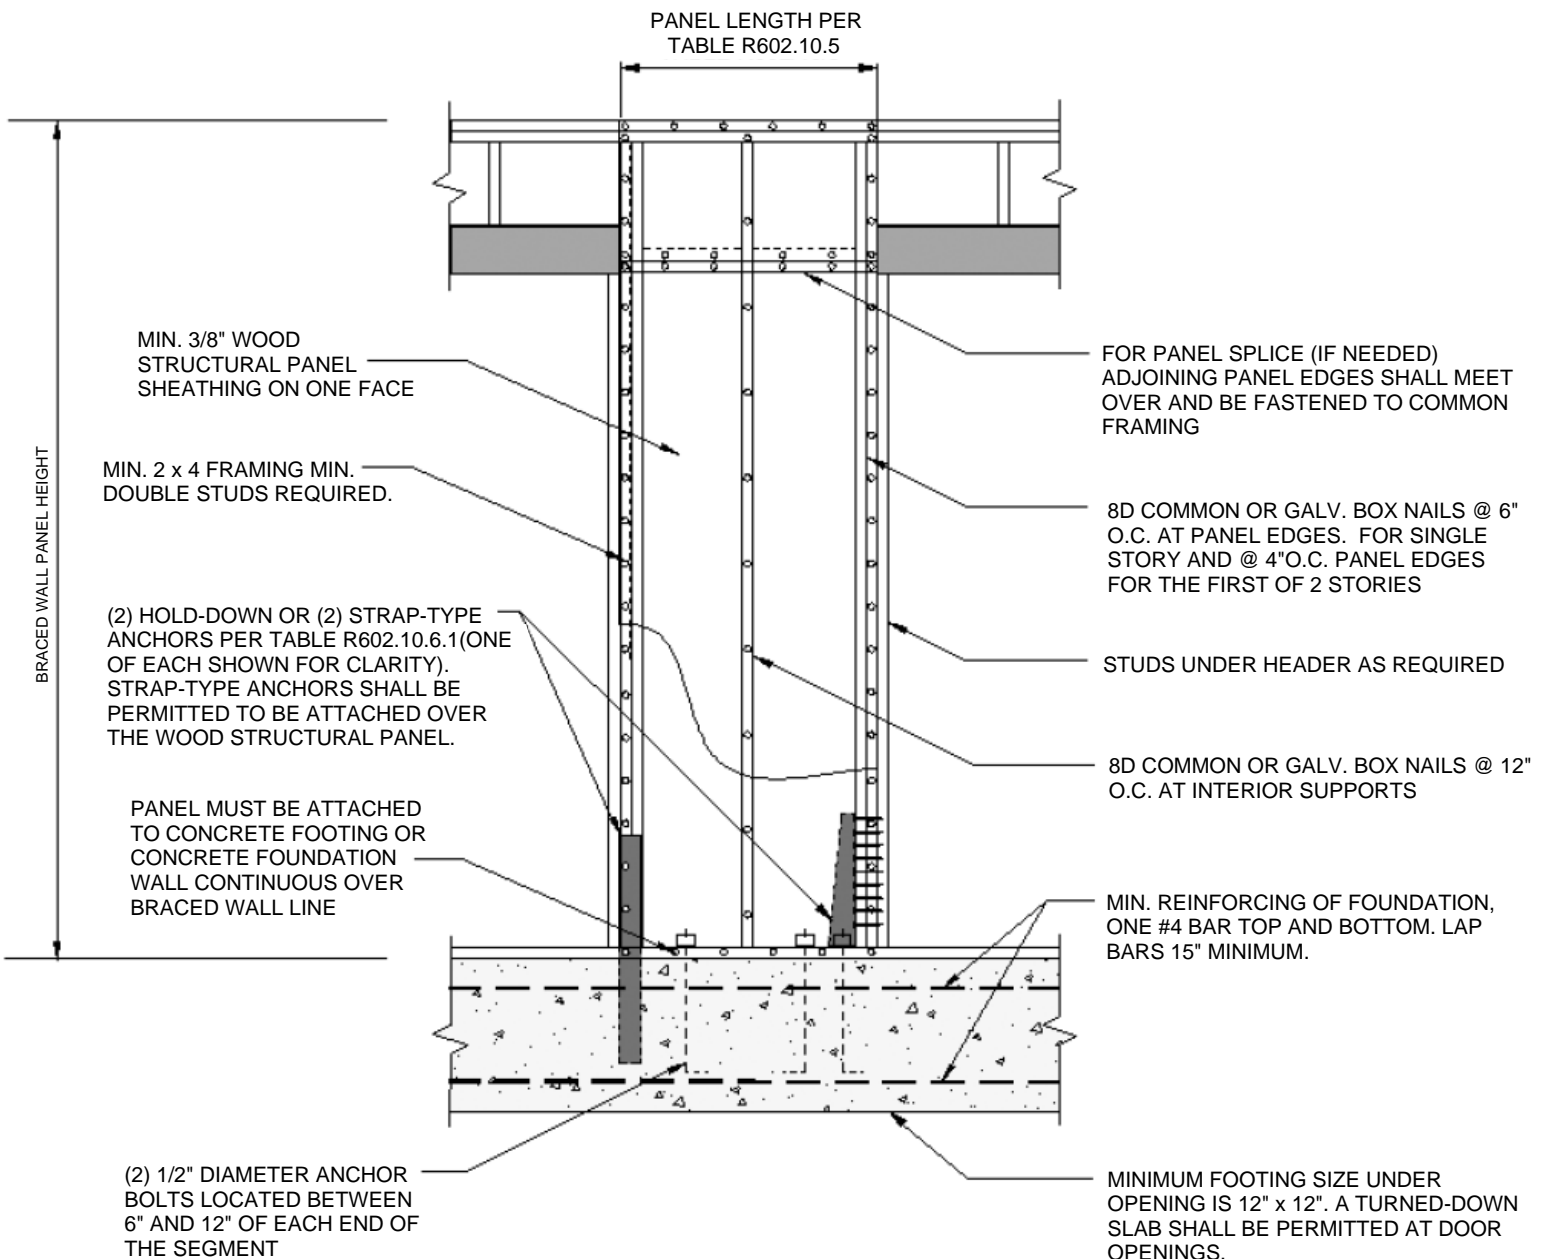 PANEL LENGTH PER
TABLE R602.10.5
BRACED WALL PANEL HEIGHT
MIN. 3/8" WOOD
STRUCTURAL PANEL
SHEATHING ON ONE FACE
MIN. 2 x 4 FRAMING MIN.
DOUBLE STUDS REQUIRED.
(2) HOLD-DOWN OR (2) STRAP-TYPE
ANCHORS PER TABLE R602.10.6.1(ONE
OF EACH SHOWN FOR CLARITY).
STRAP-TYPE ANCHORS SHALL BE
PERMITTED TO BE ATTACHED OVER
THE WOOD STRUCTURAL PANEL.
PANEL MUST BE ATTACHED
TO CONCRETE FOOTING OR
CONCRETE FOUNDATION
WALL CONTINUOUS OVER
BRACED WALL LINE
(2) 1/2" DIAMETER ANCHOR
BOLTS LOCATED BETWEEN
6" AND 12" OF EACH END OF
THE SEGMENT
FOR PANEL SPLICE (IF NEEDED)
ADJOINING PANEL EDGES SHALL MEET
OVER AND BE FASTENED TO COMMON
FRAMING
8D COMMON OR GALV. BOX NAILS @ 6"
O.C. AT PANEL EDGES. FOR SINGLE
STORY AND @ 4"O.C. PANEL EDGES
FOR THE FIRST OF 2 STORIES
STUDS UNDER HEADER AS REQUIRED
8D COMMON OR GALV. BOX NAILS @ 12"
O.C. AT INTERIOR SUPPORTS
MIN. REINFORCING OF FOUNDATION,
ONE #4 BAR TOP AND BOTTOM. LAP
BARS 15" MINIMUM.
MINIMUM FOOTING SIZE UNDER
OPENING IS 12" x 12". A TURNED-DOWN
SLAB SHALL BE PERMITTED AT DOOR
OPENINGS.